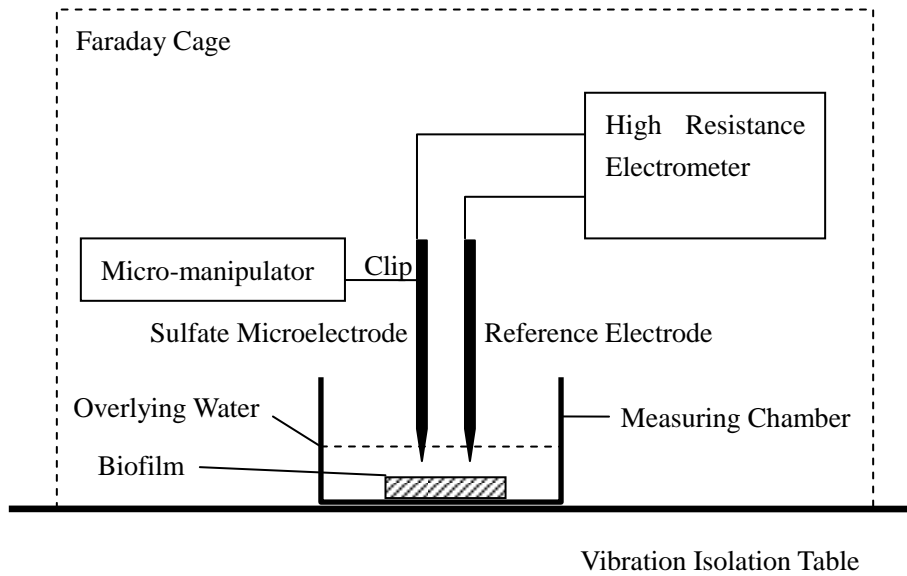 Faraday Cage
High Resistance
Electrometer
Micro-manipulator
Clip
Sulfate Microelectrode
Reference Electrode
Overlying Water
Measuring Chamber
Biofilm
Vibration Isolation Table